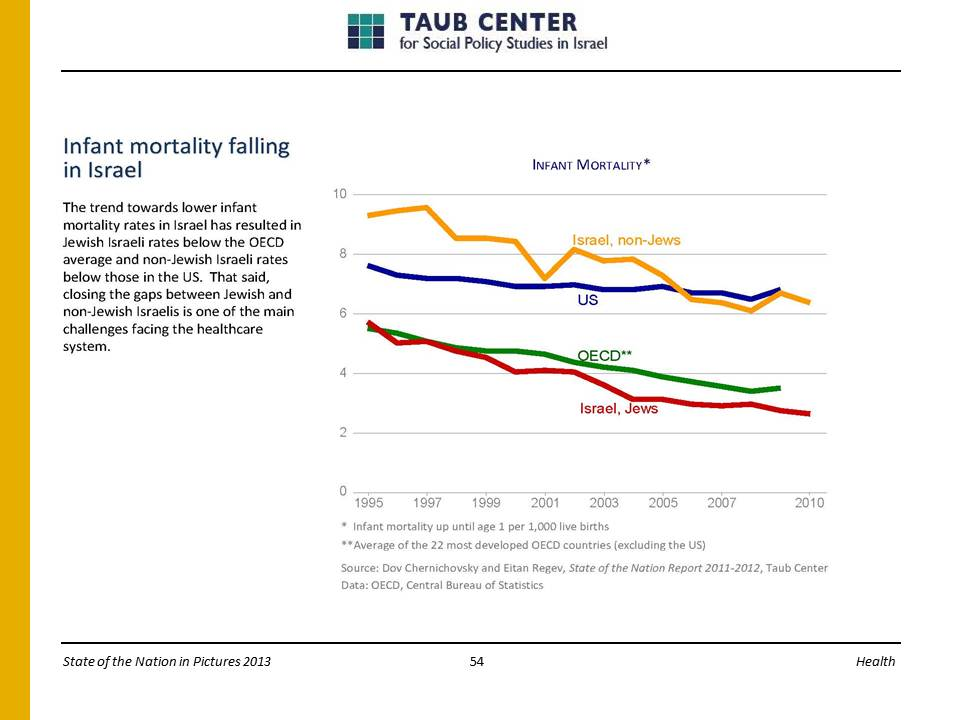 TAUB CENTER
for Social Policy Studies in Israel
Infant mortality falling
in Israel
The trend towards lower infant
mortality rates in Israel has resulted in
Jewish Israeli rates below the OECD
average and non-Jewish Israeli rates
below those in the US.  That said,
closing the gaps between Jewish and
non-Jewish Israelis is one of the main
challenges facing the healthcare
system.
INFANT MORTALITY*
10
8
6
4
2
0
Israel, non-Jews
US
OECD**
Israel, Jews
1995 1997 1999 2001 2003 2005 2007 2010
* Infant mortality up until age 1 per 1,000 live births
**Average of the 22 most developed OECD countries (excluding the US)
Source: Dov Chernichovsky and Eitan Regev, State of the Nation Report 2011-2012, Taub Center
Data: OECD, Central Bureau of Statistics
State of the Nation in Pictures 2013 54 Health